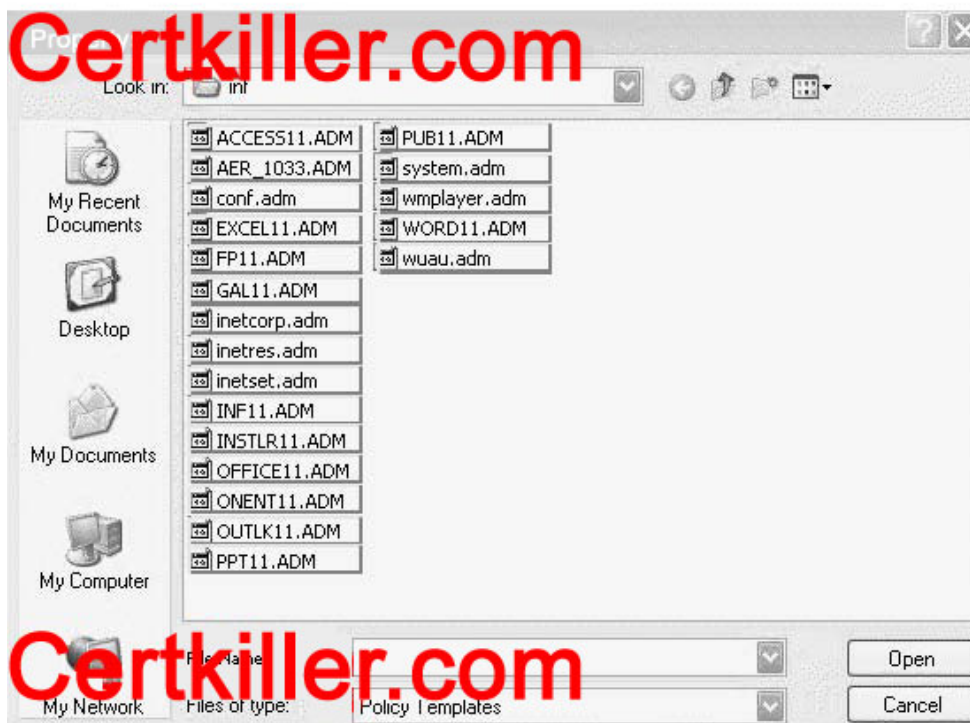 Certkiller.com
Look in: inf
My Recent Documents
Desktop
My Documents
My Computer
My Network
ACCESS11.ADM
AER_1033.ADM
conf.adm
EXCEL11.ADM
FP11.ADM
GAL11.ADM
inetcorp.adm
inetres.adm
inetset.adm
INF11.ADM
INSTLR11.ADM
OFFICE11.ADM
ONENT11.ADM
OUTLK11.ADM
PPT11.ADM
PUB11.ADM
system.adm
wmplayer.adm
WORD11.ADM
wuau.adm
Certkiller.com
Open
Files of type: Policy Templates
Cancel